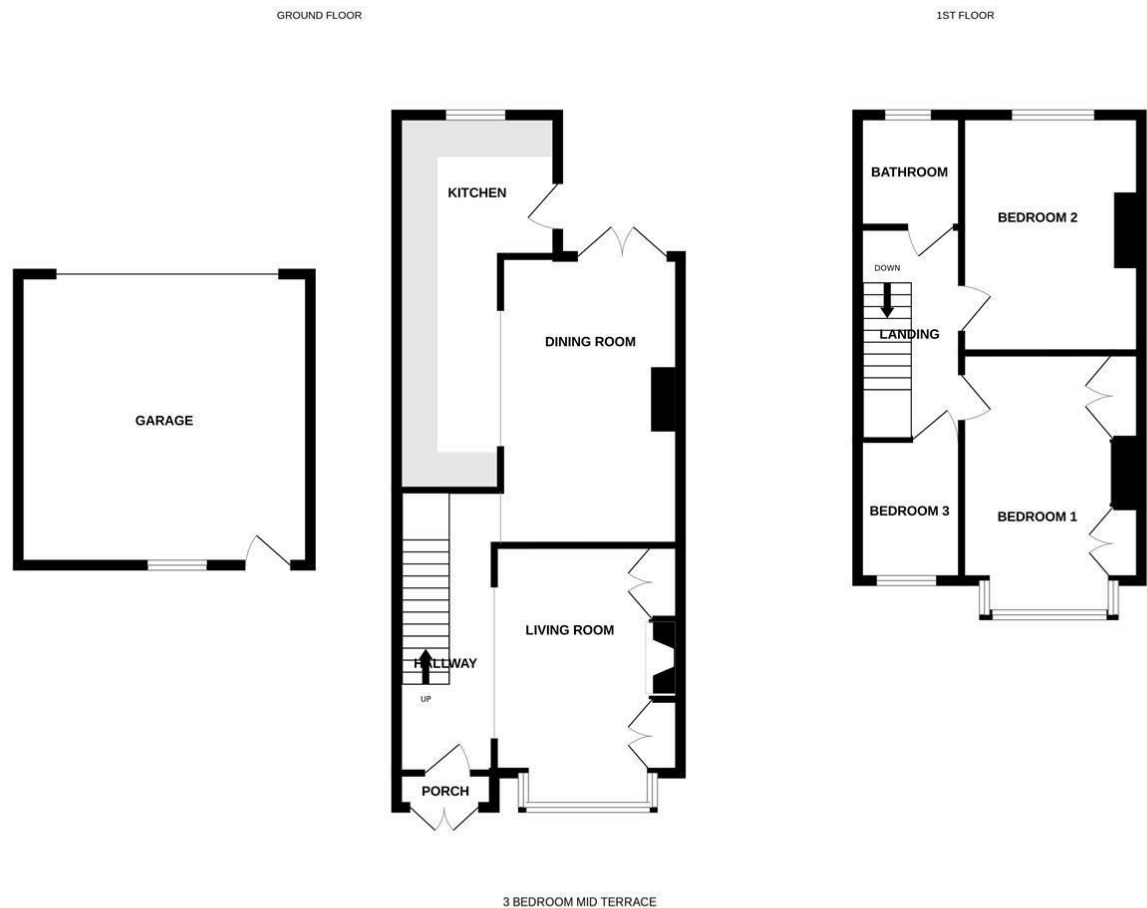 GROUND FLOOR
1ST FLOOR
KITCHEN
DINING ROOM
GARAGE
LIVING ROOM
HALLWAY
UP
PORCH
BATHROOM
BEDROOM 2
DOWN
LANDING
BEDROOM 3
BEDROOM 1
3 BEDROOM MID TERRACE